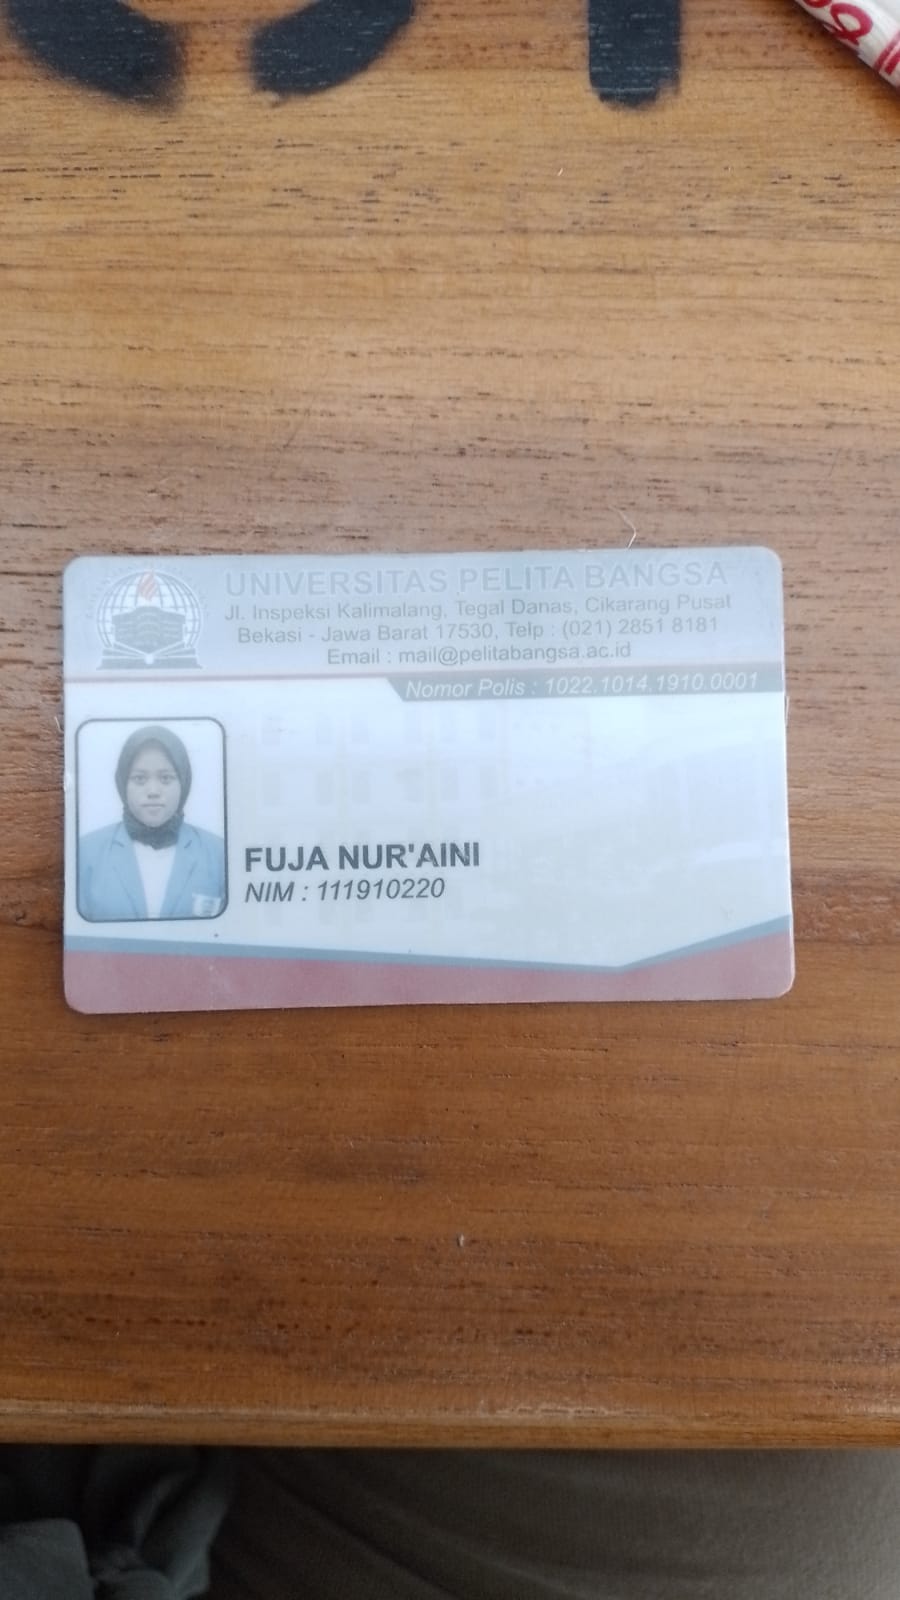 UNIVERSITAS PELITA BANGSA
Jl. Inspeksi Kalimalang, Tegal Danas, Cikarang Pusat
Bekasi - Jawa Barat 17530, Telp : (021) 2851 8181
Email : mail@pelitabangsa.ac.id
Nomor Polis : 1022.1014.1910.0001
FUJA NUR'AINI
NIM : 111910220